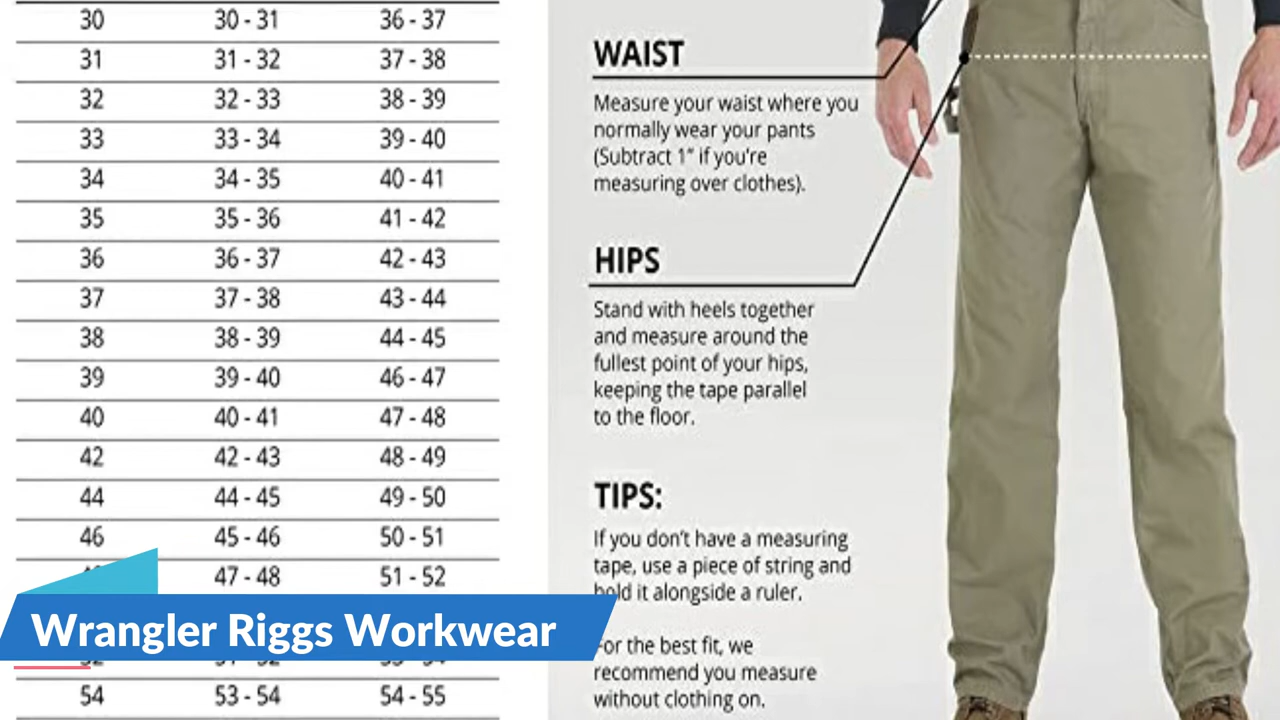 30 30 - 31 36 - 37
31 31 - 32 37 - 38
32 32 - 33 38 - 39
33 33 - 34 39 - 40
34 34 - 35 40 - 41
35 35 - 36 41 - 42
36 36 - 37 42 - 43
37 37 - 38 43 - 44
38 38 - 39 44 - 45
39 39 - 40 46 - 47
40 40 - 41 47 - 48
42 42 - 43 48 - 49
44 44 - 45 49 - 50
46 45 - 46 50 - 51
47 - 48 51 - 52
54 53 - 54 54 - 55
Wrangler Riggs Workwear
WAIST
Measure your waist where you
normally wear your pants
(Subtract 1" if you're
measuring over clothes).
HIPS
Stand with heels together
and measure around the
fullest point of your hips,
keeping the tape parallel
to the floor.
TIPS:
If you don't have a measuring
tape, use a piece of string and
hold it alongside a ruler.
For the best fit, we
recommend you measure
without clothing on.